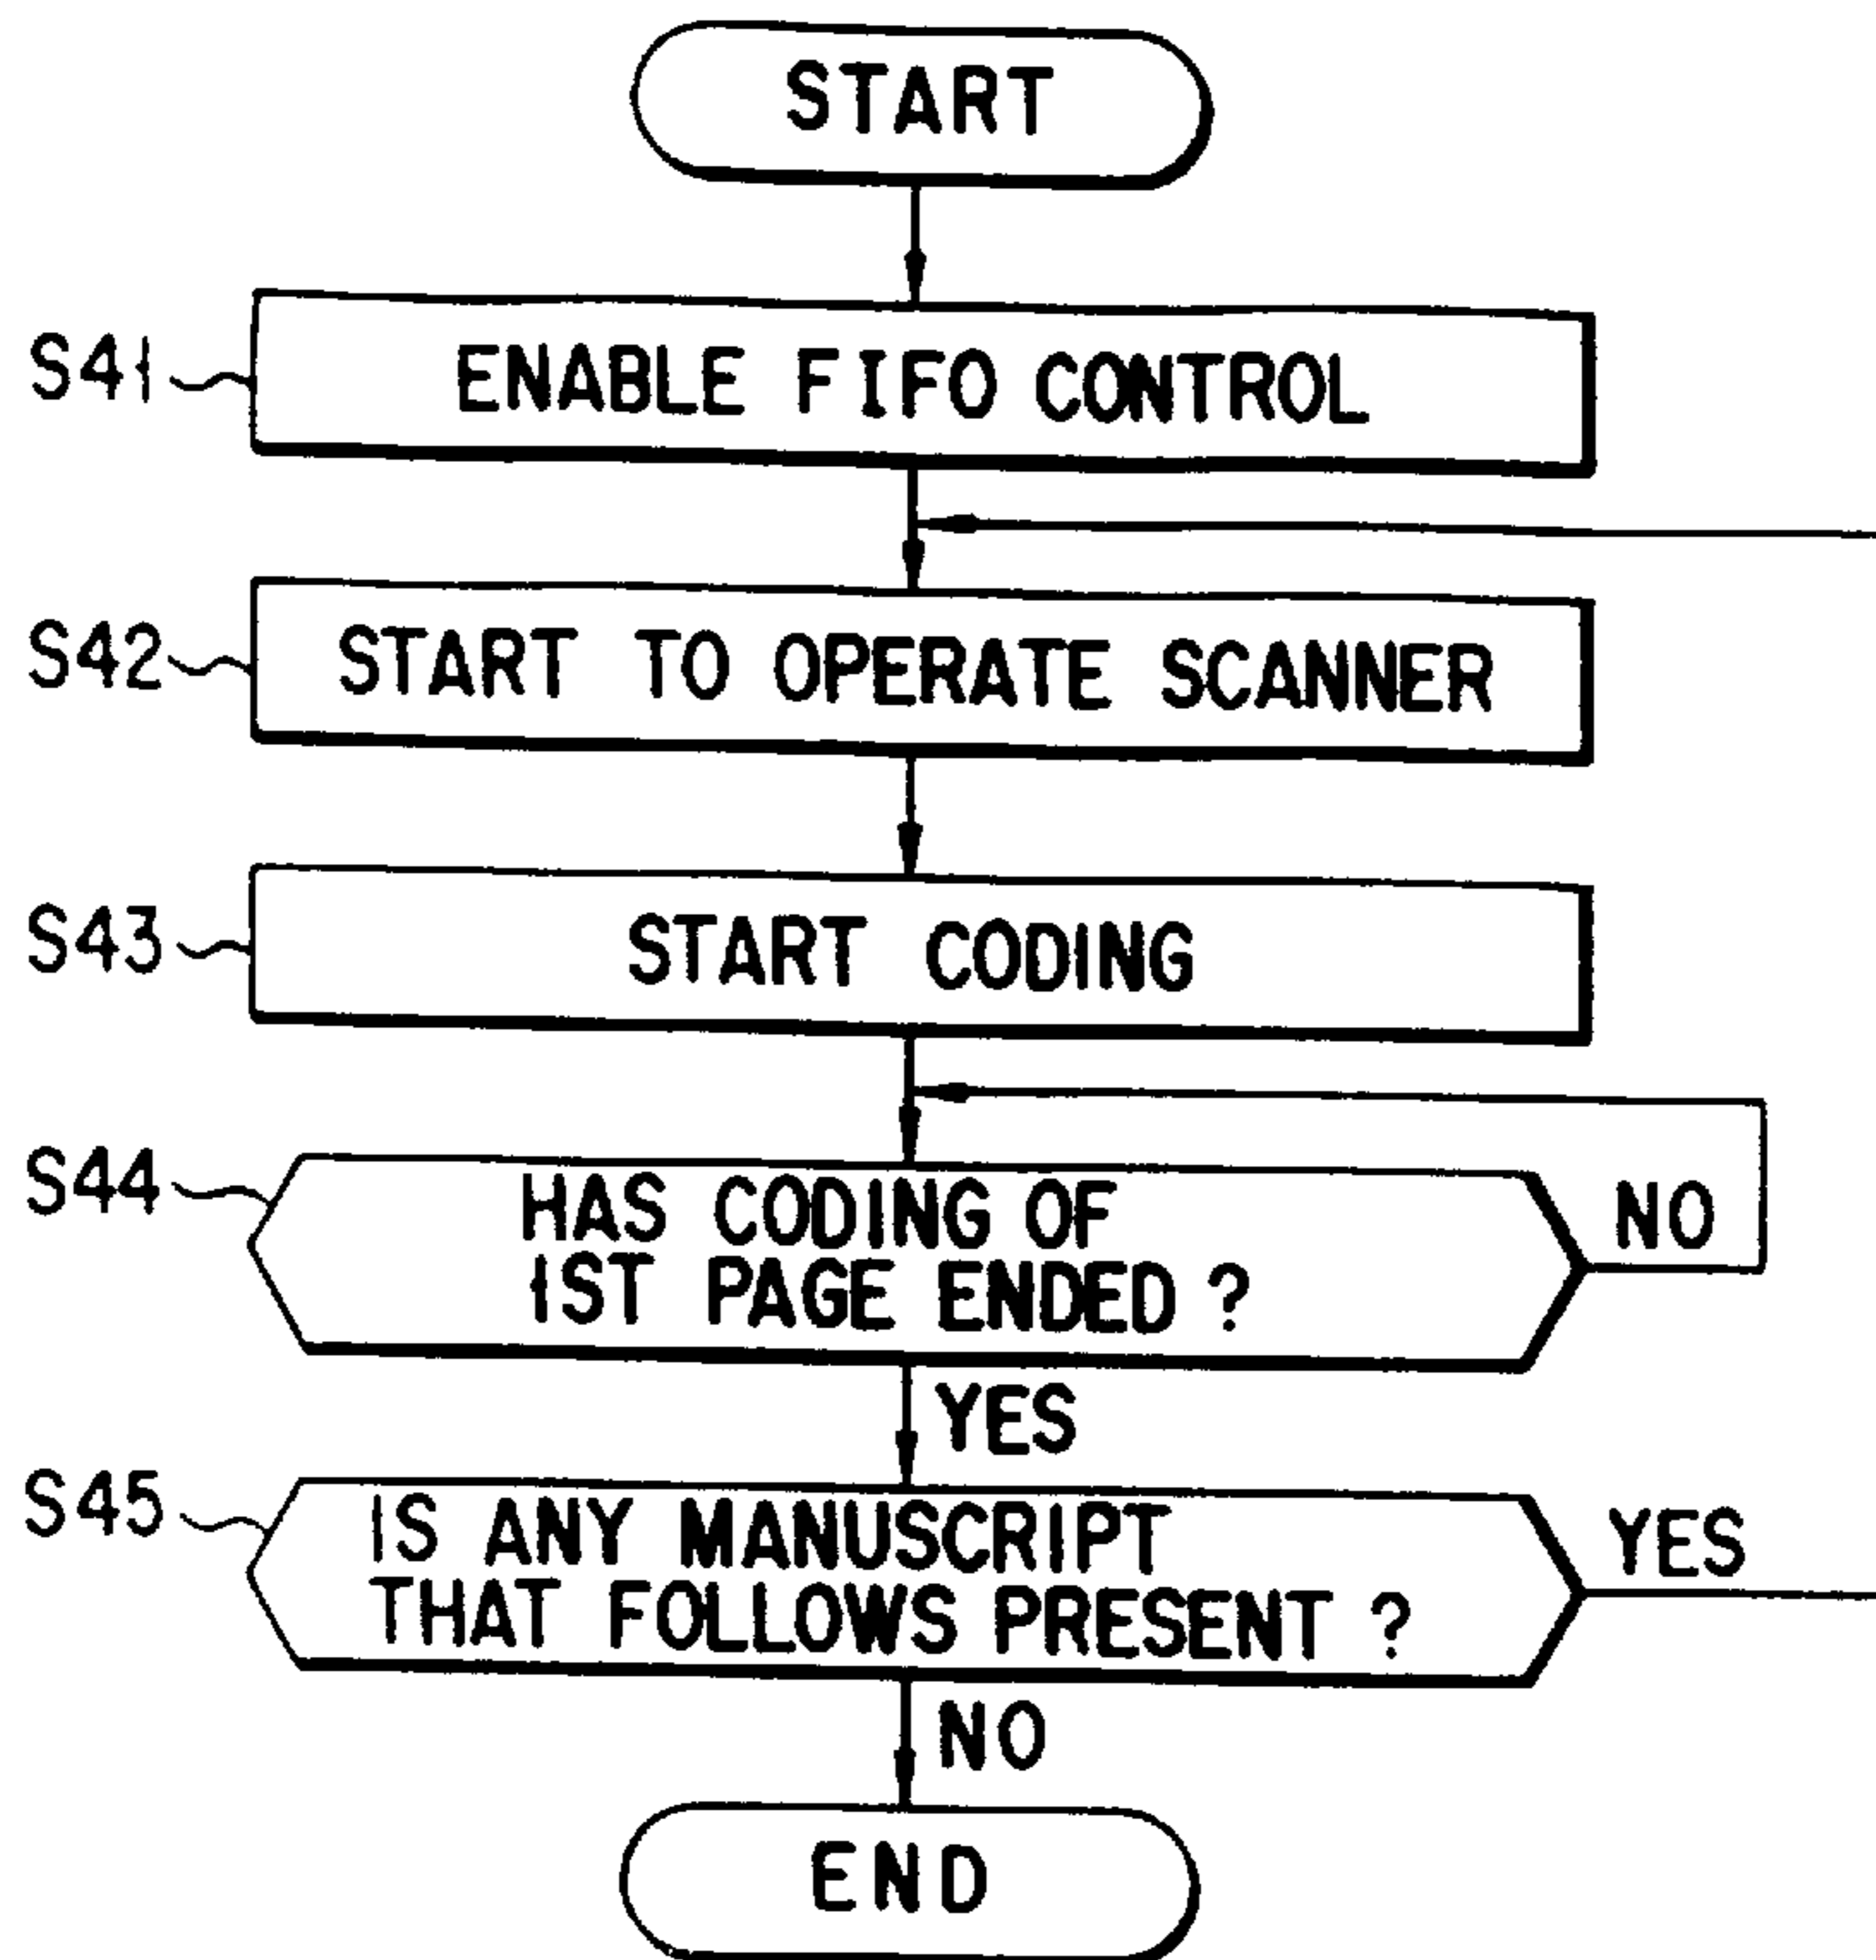 START
S41
ENABLE FIFO CONTROL
S42
START TO OPERATE SCANNER
S43
START CODING
S44
HAS CODING OF
1ST PAGE ENDED ?
NO
YES
S45
IS ANY MANUSCRIPT
THAT FOLLOWS PRESENT ?
YES
NO
END